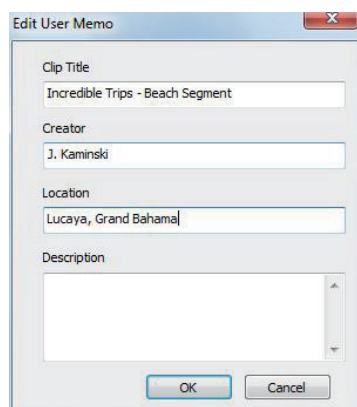 Edit User Memo
Clip Title
Incredible Trips - Beach Segment
Creator
J. Kaminski
Location
Lucaya, Grand Bahama
Description
OK Cancel